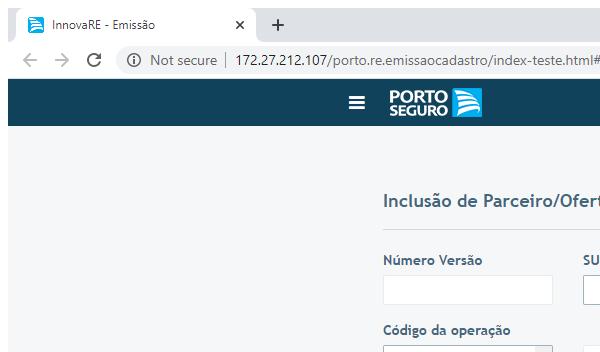 InnovaRE - Emissão
Not secure | 172.27.212.107/porto.re.emissaocadastro/index-teste.html#
PORTO
SEGURO
Inclusão de Parceiro/Ofert
Número Versão
SU
Código da operação